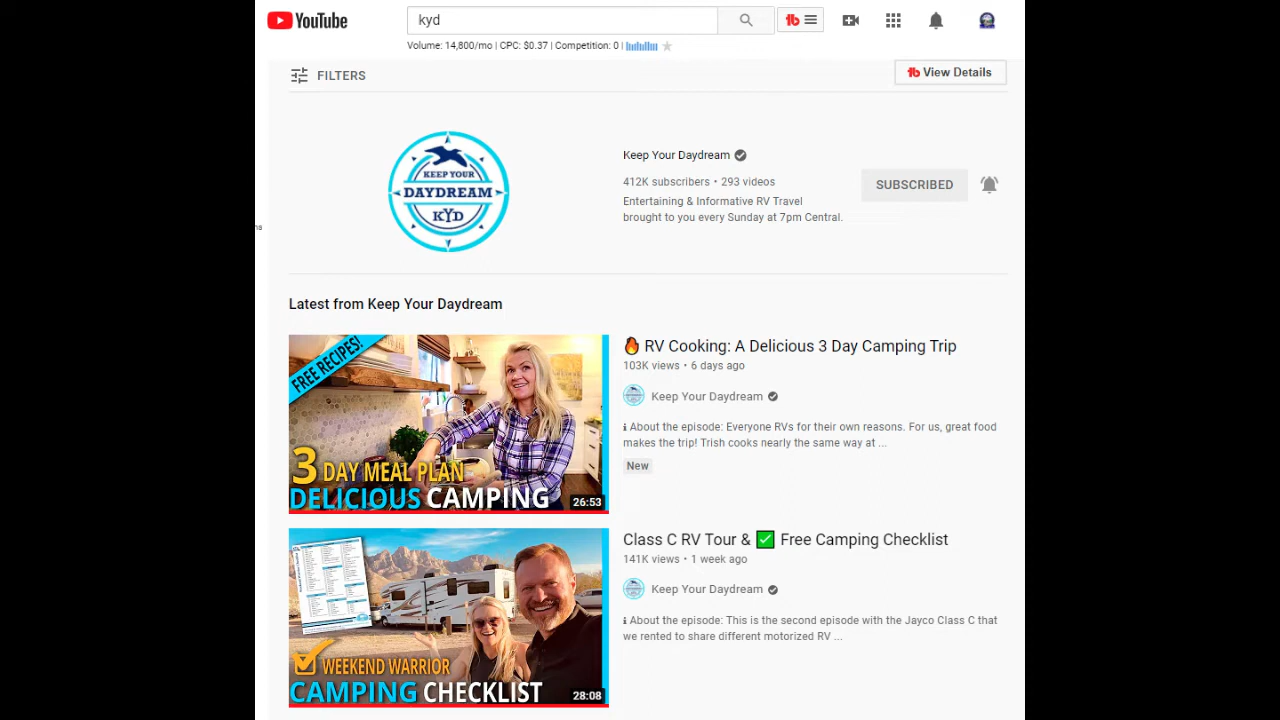 YouTube
kyd
Volume: 14,800/mo | CPC: $0.37 | Competition: 0 |
FILTERS
View Details
KEEP YOUR
DAYDREAM
KYD
Keep Your Daydream
412K subscribers • 293 videos
SUBSCRIBED
Entertaining & Informative RV Travel
brought to you every Sunday at 7pm Central.
Latest from Keep Your Daydream
FREE RECIPES!
3 DAY MEAL PLAN
DELICIOUS CAMPING
26:53
🔥 RV Cooking: A Delicious 3 Day Camping Trip
103K views • 6 days ago
Keep Your Daydream
ℹ About the episode: Everyone RVs for their own reasons. For us, great food
makes the trip! Trish cooks nearly the same way at ...
New
WEEKEND WARRIOR
CAMPING CHECKLIST
28:08
Class C RV Tour & ✅ Free Camping Checklist
141K views • 1 week ago
Keep Your Daydream
ℹ About the episode: This is the second episode with the Jayco Class C that
we rented to share different motorized RV ...